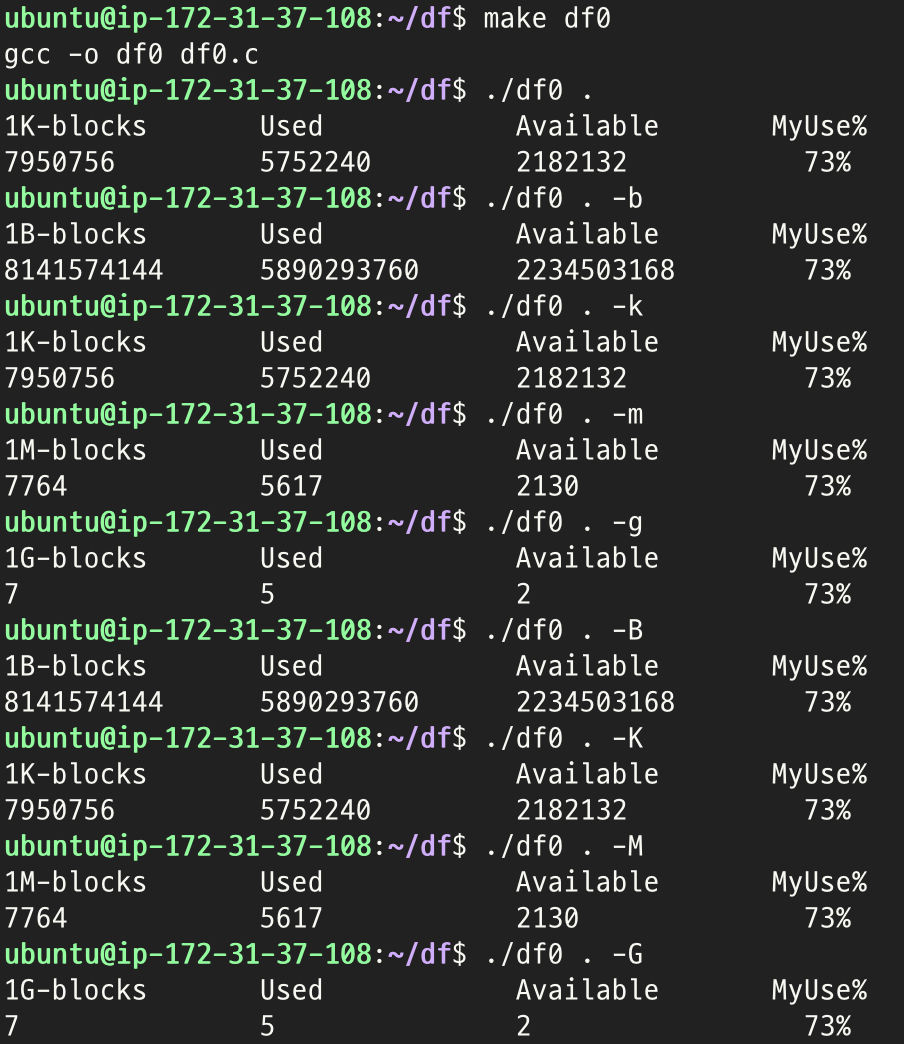 ubuntu@ip-172-31-37-108:~/df$ make df0
gcc -o df0 df0.c
ubuntu@ip-172-31-37-108:~/df$ ./df0 .
1K-blocks Used Available MyUse%
7950756 5752240 2182132 73%
ubuntu@ip-172-31-37-108:~/df$ ./df0 . -b
1B-blocks Used Available MyUse%
8141574144 5890293760 2234503168 73%
ubuntu@ip-172-31-37-108:~/df$ ./df0 . -k
1K-blocks Used Available MyUse%
7950756 5752240 2182132 73%
ubuntu@ip-172-31-37-108:~/df$ ./df0 . -m
1M-blocks Used Available MyUse%
7764 5617 2130 73%
ubuntu@ip-172-31-37-108:~/df$ ./df0 . -g
1G-blocks Used Available MyUse%
7 5 2 73%
ubuntu@ip-172-31-37-108:~/df$ ./df0 . -B
1B-blocks Used Available MyUse%
8141574144 5890293760 2234503168 73%
ubuntu@ip-172-31-37-108:~/df$ ./df0 . -K
1K-blocks Used Available MyUse%
7950756 5752240 2182132 73%
ubuntu@ip-172-31-37-108:~/df$ ./df0 . -M
1M-blocks Used Available MyUse%
7764 5617 2130 73%
ubuntu@ip-172-31-37-108:~/df$ ./df0 . -G
1G-blocks Used Available MyUse%
7 5 2 73%